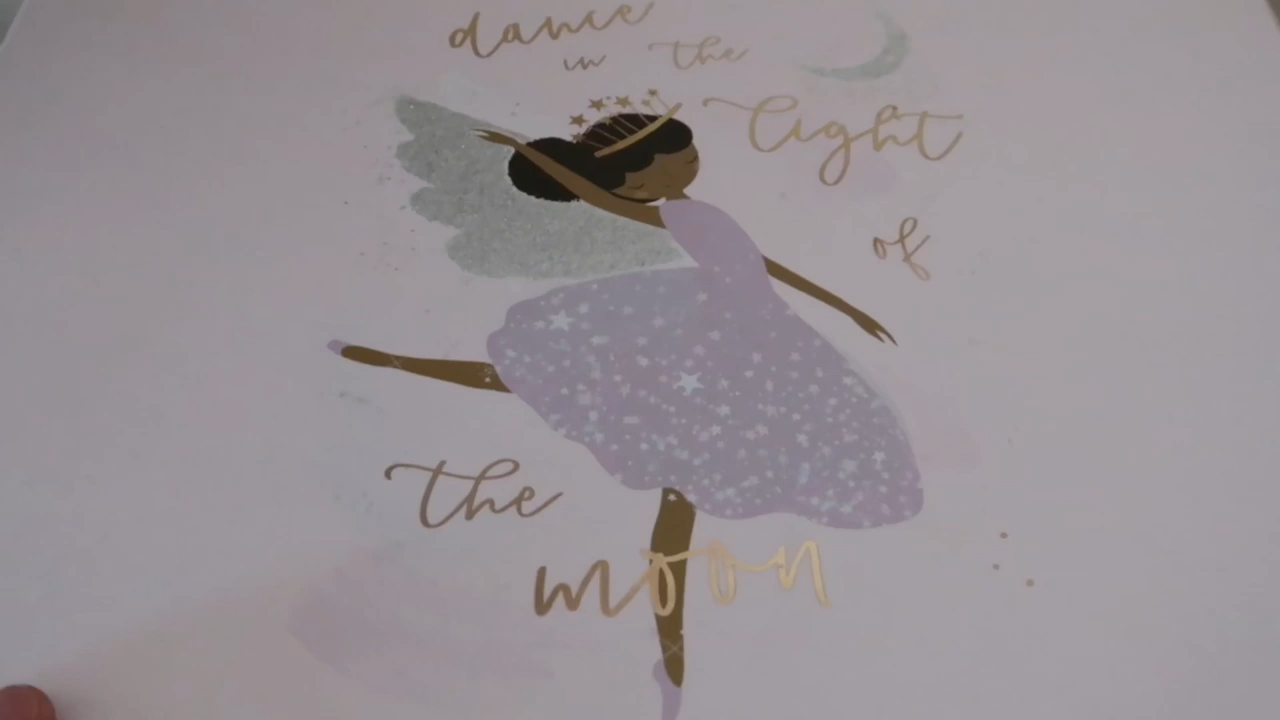 dance
in the
light
of
the
moon